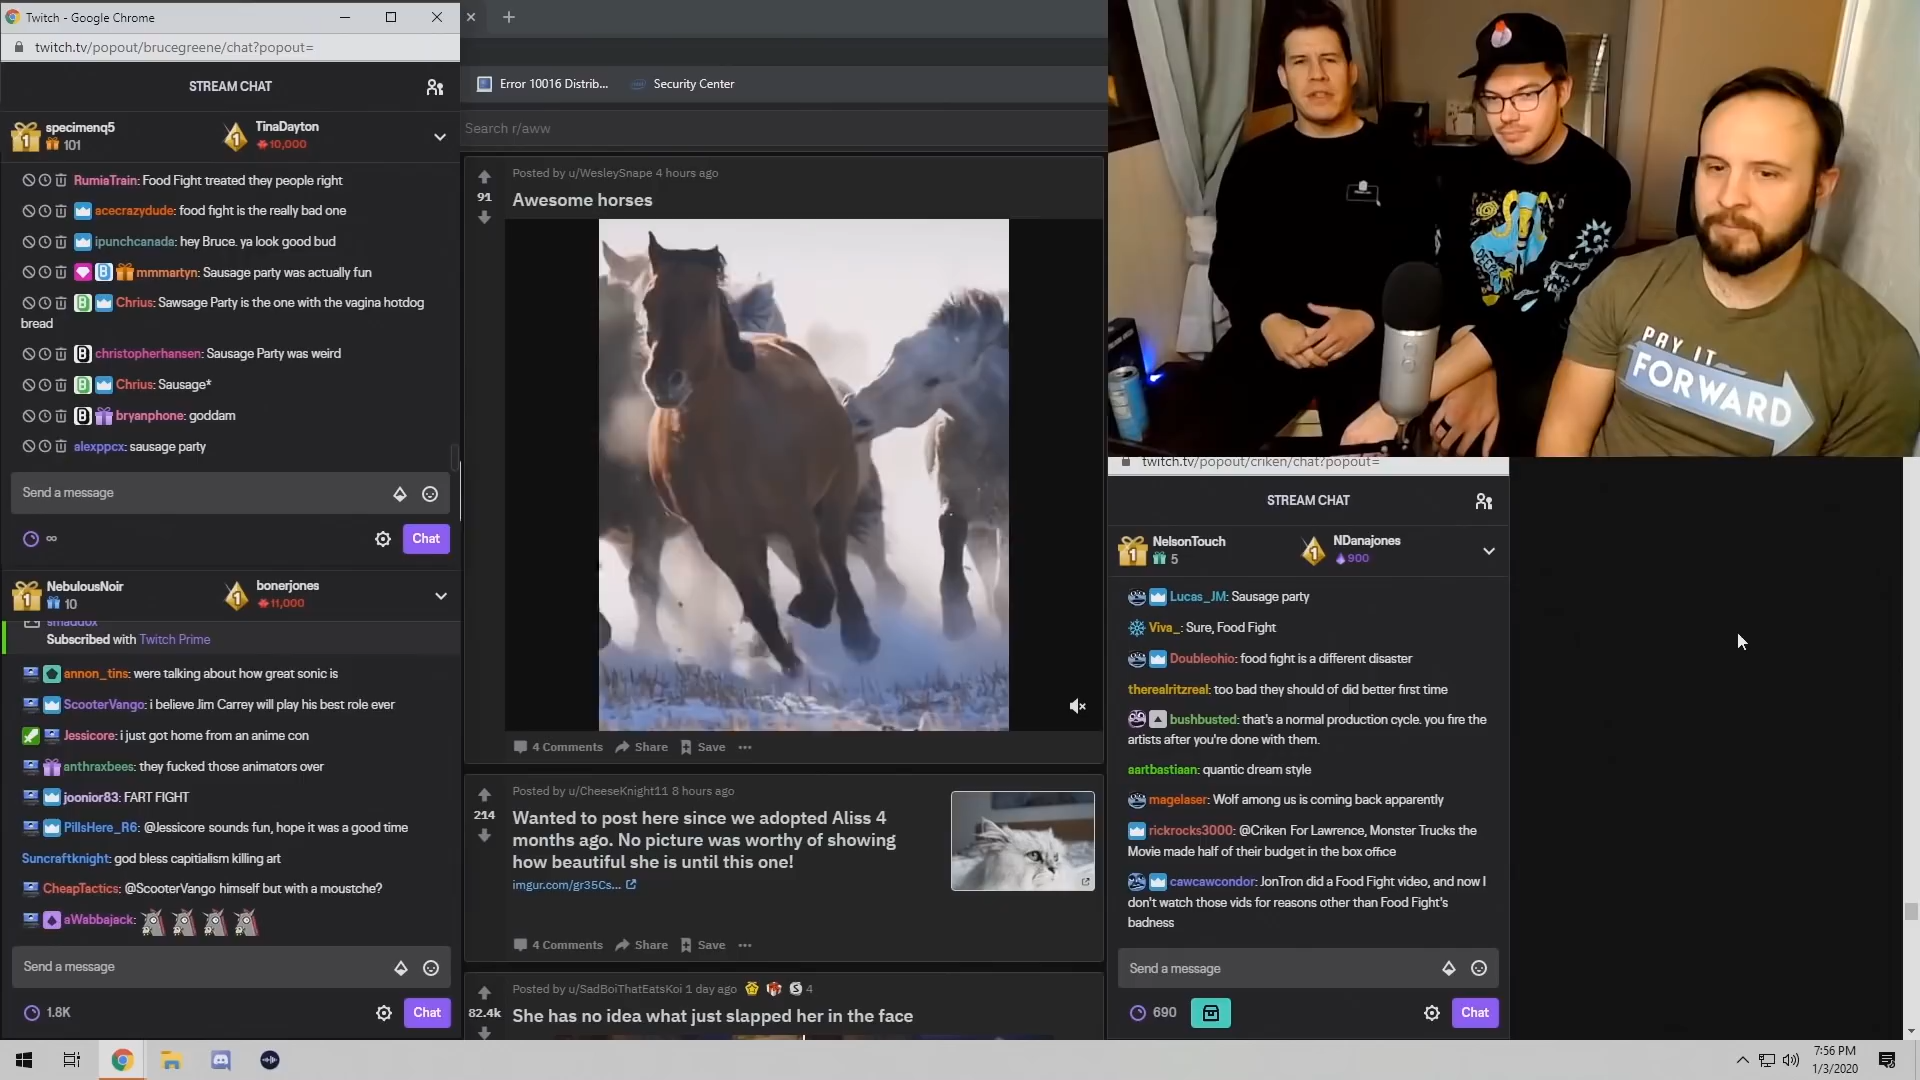 Twitch - Google Chrome
twitch.tv/popout/brucegreene/chat?popout=
STREAM CHAT
specimenq5
101
TinaDayton
10,000
RumiaTrain: Food Fight treated they people right
acecrazydude: food fight is the really bad one
ipunchcanada: hey Bruce. ya look good bud
mmmartyn: Sausage party was actually fun
Chrius: Sawsage Party is the one with the vagina hotdog
bread
christopherhansen: Sausage Party was weird
Chrius: Sausage*
bryanphone: goddam
alexppcx: sausage party
Send a message
∞
Chat
NebulousNoir
10
bonerjones
11,000
smaddox
Subscribed with Twitch Prime
annon_tins: were talking about how great sonic is
ScooterVango: i believe Jim Carrey will play his best role ever
Jessicore: i just got home from an anime con
anthraxbees: they fucked those animators over
joonior83: FART FIGHT
PillsHere_R6: @Jessicore sounds fun, hope it was a good time
Suncraftknight: god bless capitialism killing art
CheapTactics: @ScooterVango himself but with a moustche?
aWabbajack:
Send a message
1.8K
Chat
Error 10016 Distrib...
Security Center
Search r/aww
Posted by u/WesleySnape 4 hours ago
91
Awesome horses
4 Comments Share Save
Posted by u/CheeseKnight11 8 hours ago
214
Wanted to post here since we adopted Aliss 4
months ago. No picture was worthy of showing
how beautiful she is until this one!
imgur.com/gr35Cs...
4 Comments Share Save
Posted by u/SadBoiThatEatsKoi 1 day ago
S 4
82.4k
She has no idea what just slapped her in the face
PAY IT
FORWARD
twitch.tv/popout/criken/chat?popout=
STREAM CHAT
NelsonTouch
5
NDanajones
900
Lucas_JM: Sausage party
Viva_: Sure, Food Fight
Doubleohio: food fight is a different disaster
therealritzreal: too bad they should of did better first time
bushbusted: that's a normal production cycle. you fire the
artists after you're done with them.
aartbastiaan: quantic dream style
magelaser: Wolf among us is coming back apparently
rickrocks3000: @Criken For Lawrence, Monster Trucks the
Movie made half of their budget in the box office
cawcawcondor: JonTron did a Food Fight video, and now I
don't watch those vids for reasons other than Food Fight's
badness
Send a message
690
Chat
7:56 PM
1/3/2020